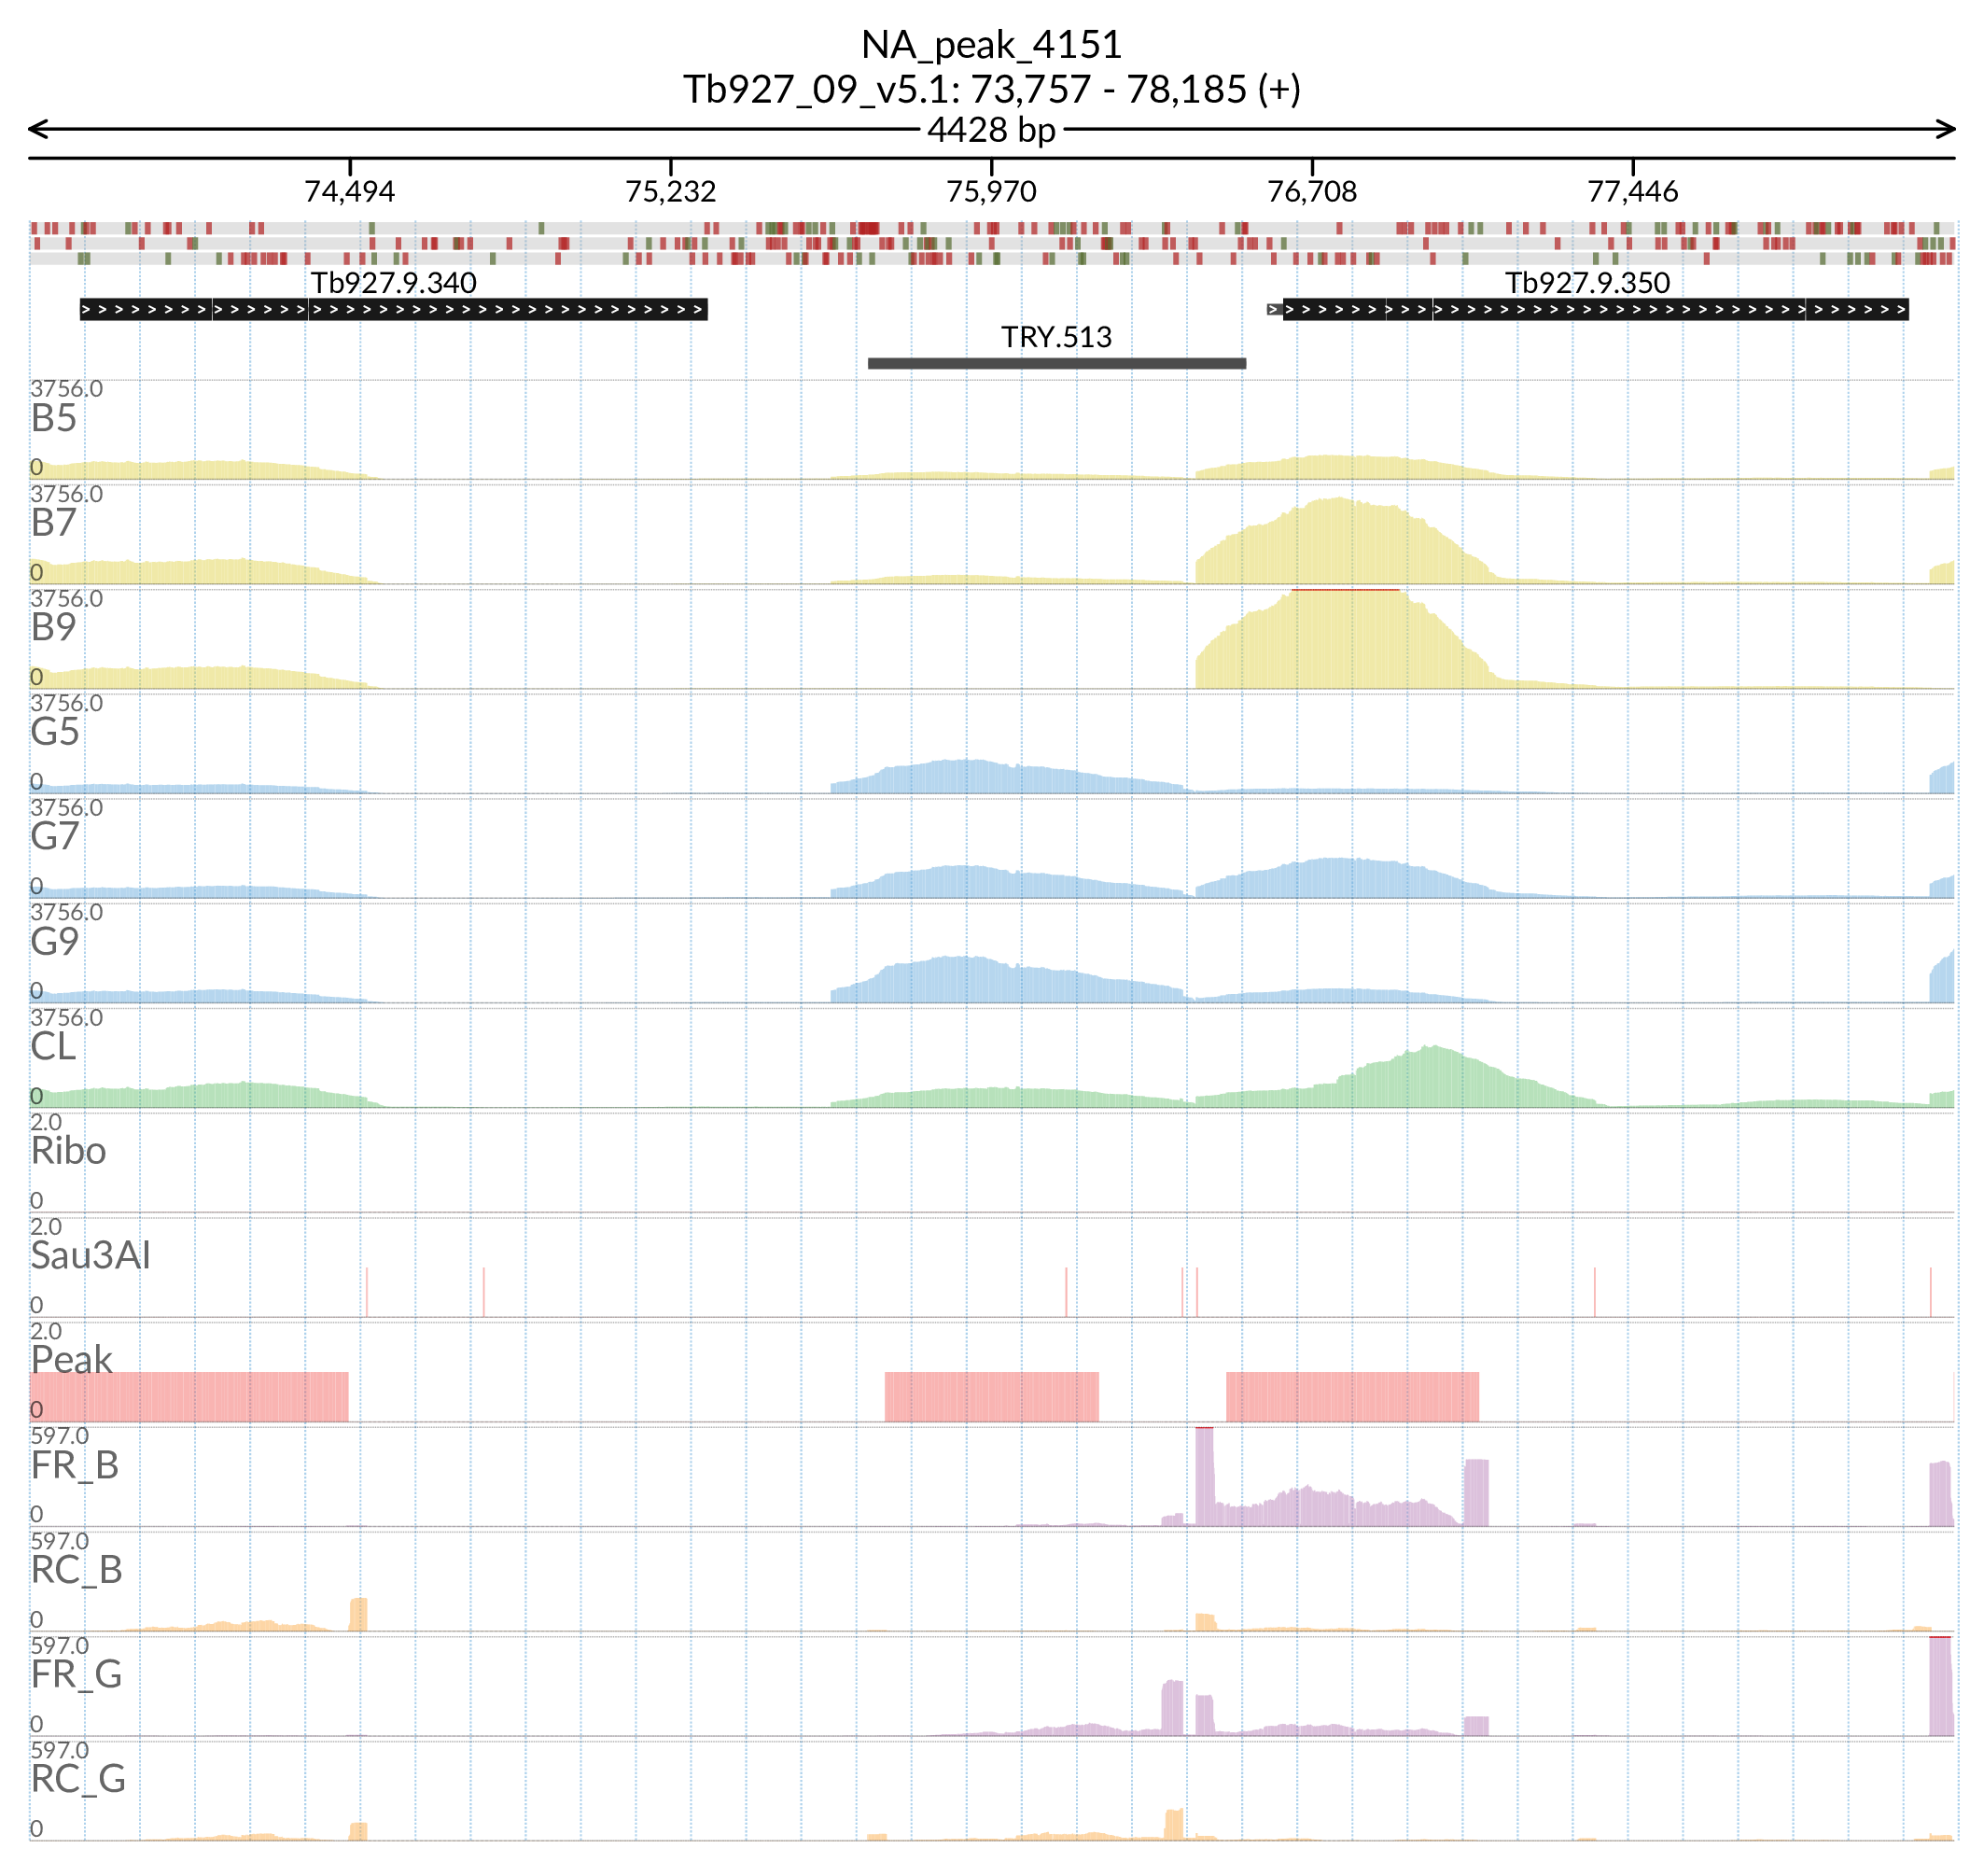 NA_peak_4151
Tb927_09_v5.1: 73,757 - 78,185 (+)
4428 bp
74,494 75,232 75,970 76,708 77,446
Tb927.9.340 Tb927.9.350
TRY.513
3756.0
B5
0
3756.0
B7
0
3756.0
B9
0
3756.0
G5
0
3756.0
G7
0
3756.0
G9
0
3756.0
CL
0
2.0
Ribo
0
2.0
Sau3AI
0
2.0
Peak
0
597.0
FR_B
0
597.0
RC_B
0
597.0
FR_G
0
597.0
RC_G
0